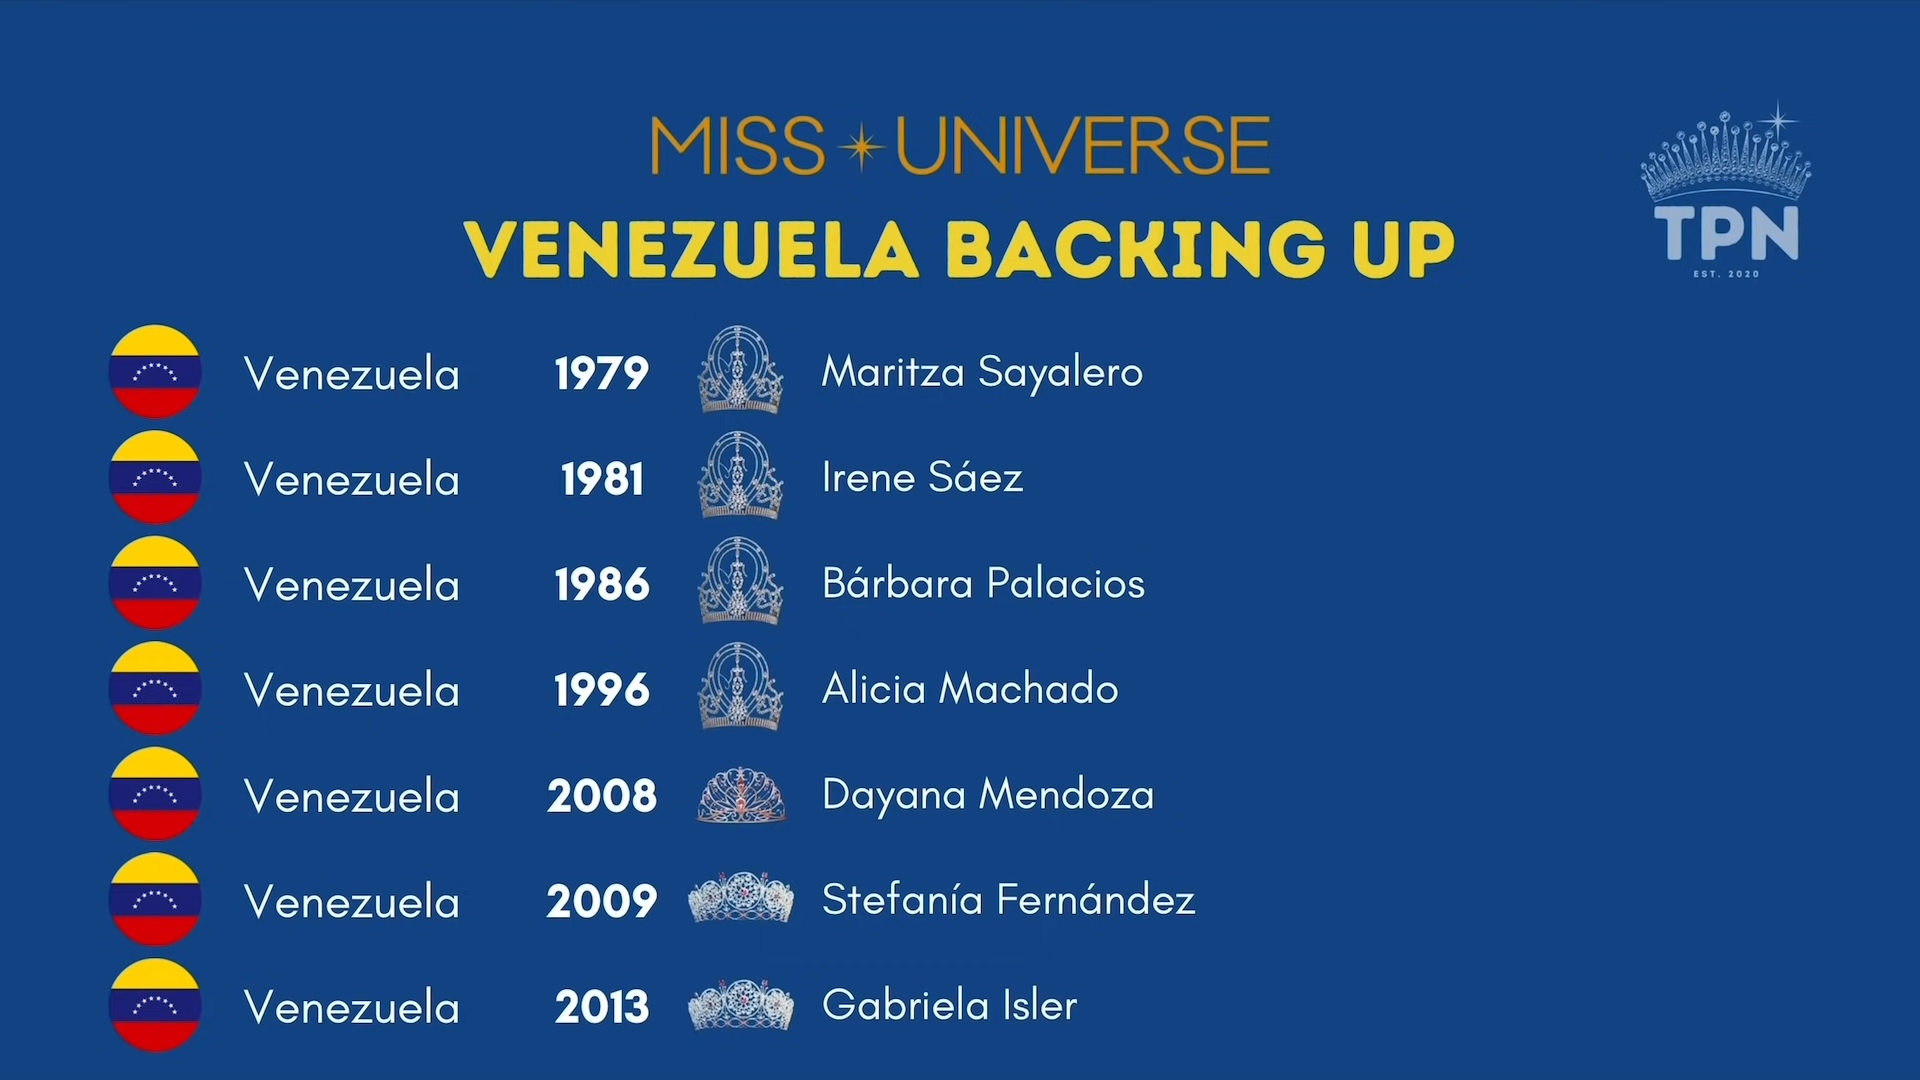 MISS UNIVERSE
VENEZUELA BACKING UP
TPN
EST. 2020
Venezuela 1979 Maritza Sayalero
Venezuela 1981 Irene Sáez
Venezuela 1986 Bárbara Palacios
Venezuela 1996 Alicia Machado
Venezuela 2008 Dayana Mendoza
Venezuela 2009 Stefanía Fernández
Venezuela 2013 Gabriela Isler